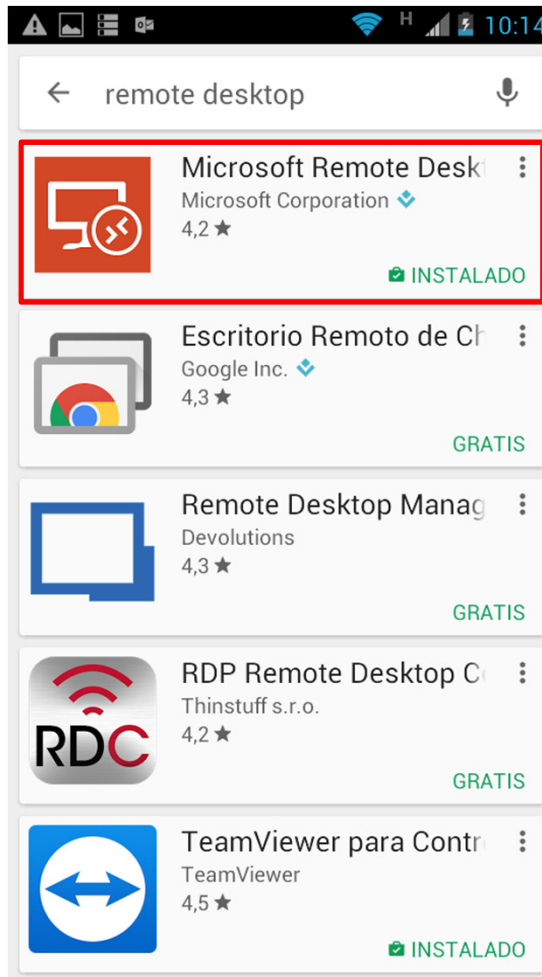 H 10:14
remote desktop
Microsoft Remote Deskt
Microsoft Corporation
4,2 ★
INSTALADO
Escritorio Remoto de Ch
Google Inc.
4,3 ★
GRATIS
Remote Desktop Manag
Devolutions
4,3 ★
GRATIS
RDC
RDP Remote Desktop C
Thinstuff s.r.o.
4,2 ★
GRATIS
TeamViewer para Contr
TeamViewer
4,5 ★
INSTALADO